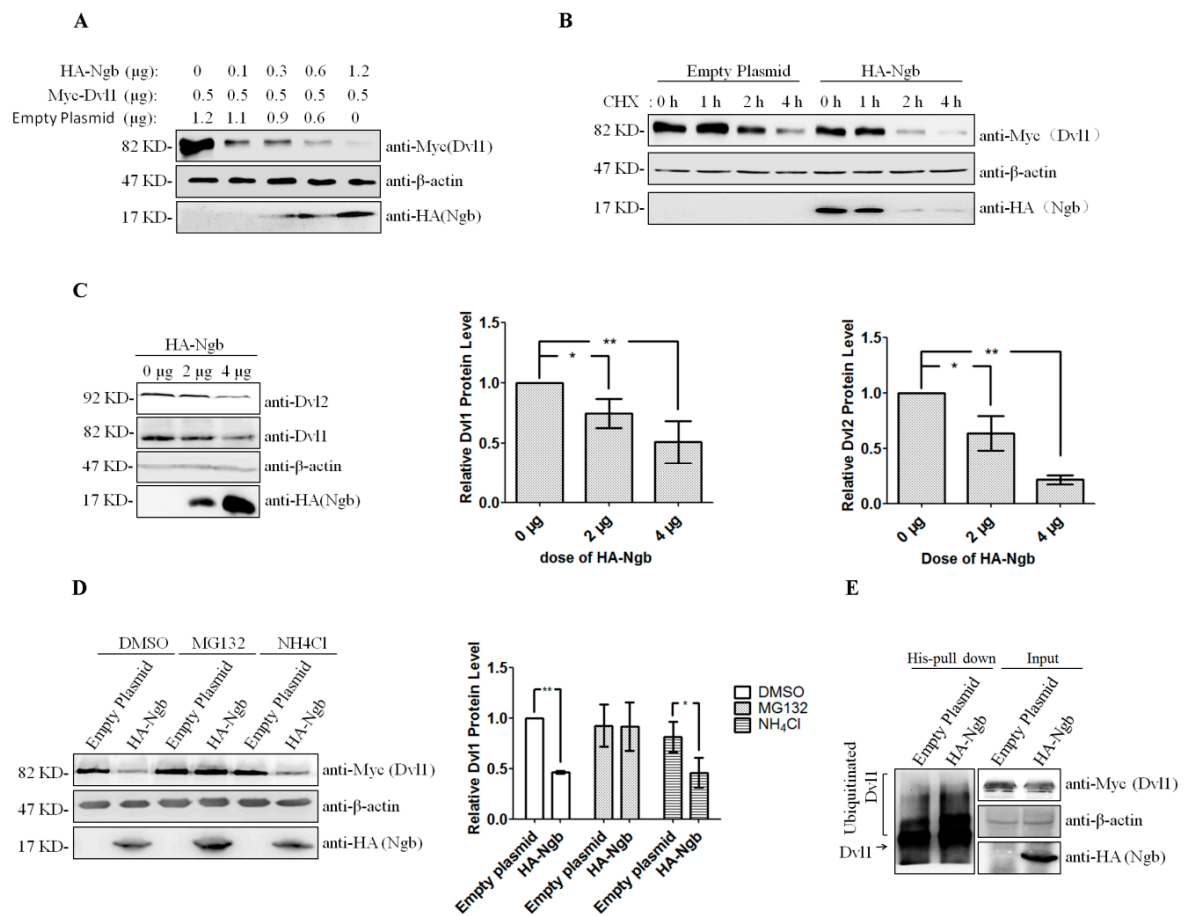 A
HA-Ngb (μg): 0 0.1 0.3 0.6 1.2
Myc-Dvl1 (μg): 0.5 0.5 0.5 0.5 0.5
Empty Plasmid (μg): 1.2 1.1 0.9 0.6 0
82 KD- anti-Myc(Dvl1)
47 KD- anti-β-actin
17 KD- anti-HA(Ngb)
B
Empty Plasmid HA-Ngb
CHX : 0 h 1 h 2 h 4 h 0 h 1 h 2 h 4 h
82 KD- anti-Myc (Dvl1)
47 KD- anti-β-actin
17 KD- anti-HA (Ngb)
C
HA-Ngb
0 μg 2 μg 4 μg
92 KD- anti-Dvl2
82 KD- anti-Dvl1
47 KD- anti-β-actin
17 KD- anti-HA(Ngb)
Relative Dvl1 Protein Level
1.5
1.0
0.5
0.0
* **
0 μg 2 μg 4 μg
dose of HA-Ngb
Relative Dvl2 Protein Level
1.5
1.0
0.5
0.0
* **
0 μg 2 μg 4 μg
Dose of HA-Ngb
D
DMSO MG132 NH4Cl
Empty Plasmid HA-Ngb Empty Plasmid HA-Ngb Empty Plasmid HA-Ngb
82 KD- anti-Myc (Dvl1)
47 KD- anti-β-actin
17 KD- anti-HA (Ngb)
Relative Dvl1 Protein Level
1.5
1.0
0.5
0.0
** *
DMSO
MG132
NH₄Cl
Empty plasmid HA-Ngb Empty plasmid HA-Ngb Empty plasmid HA-Ngb
E
His-pull down Input
Empty Plasmid HA-Ngb Empty Plasmid HA-Ngb
Ubiquitinated
Dvl1
Dvl1 →
anti-Myc (Dvl1)
anti-β-actin
anti-HA (Ngb)